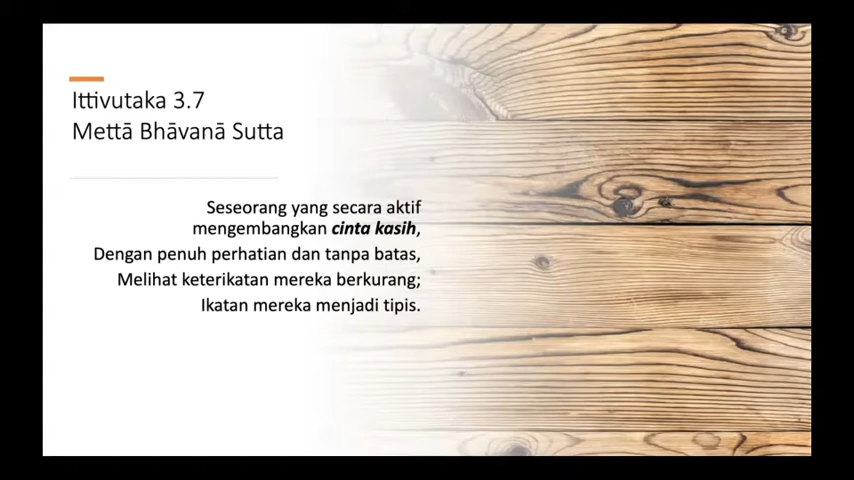 Ittivutaka 3.7
Mettā Bhāvanā Sutta
Seseorang yang secara aktif
mengembangkan cinta kasih,
Dengan penuh perhatian dan tanpa batas,
Melihat keterikatan mereka berkurang;
Ikatan mereka menjadi tipis.